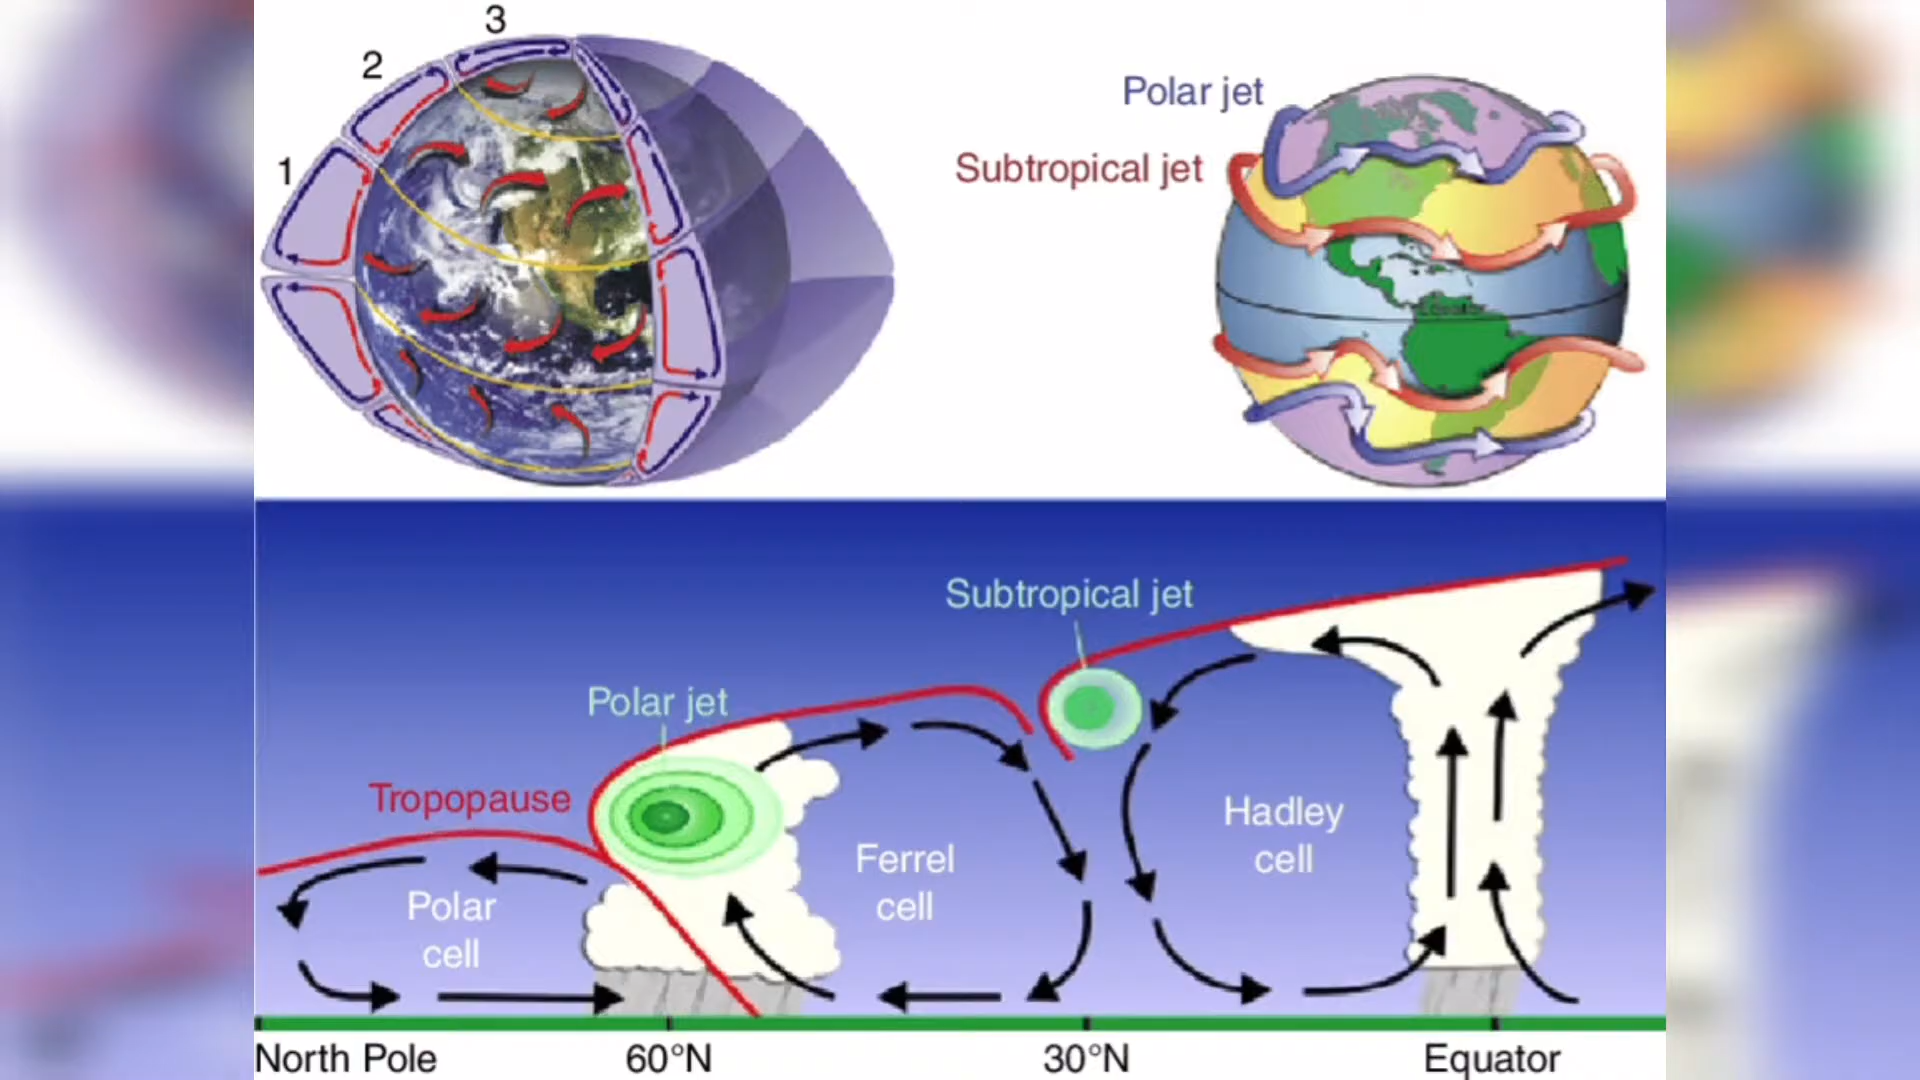 3
2
1
Polar jet
Subtropical jet
Subtropical jet
Polar jet
Tropopause
Hadley
cell
Ferrel
cell
Polar
cell
North Pole
60°N
30°N
Equator